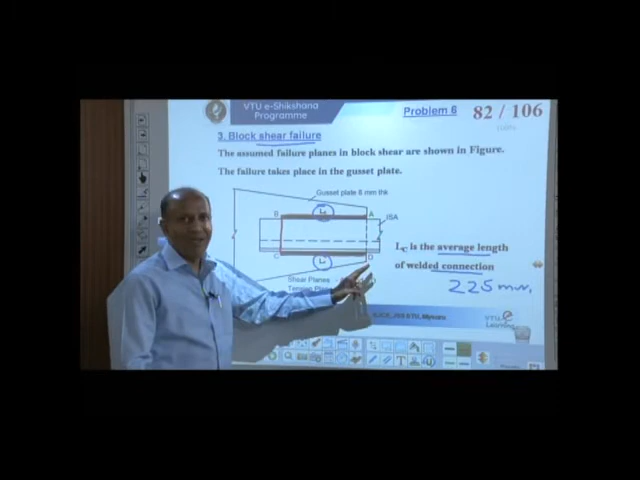 VTU e-Shikshana
Programme
Problem 6
82 / 106
3. Block shear failure
The assumed failure planes in block shear are shown in Figure.
The failure takes place in the gusset plate.
Gusset plate 8 mm thk
B
A
ISA
C
D
Lc is the average length
of welded connection
225 mm,
Shear Planes
VTU e
Learning